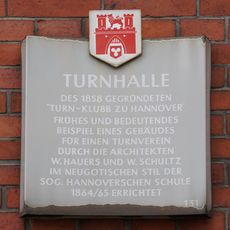 TURNHALLE
DES 1858 GEGRÜNDETEN
"TURN-KLUBB ZU HANNOVER"
FRÜHES UND BEDEUTENDES
BEISPIEL EINES GEBÄUDES
FÜR EINEN TURNVEREIN
DURCH DIE ARCHITEKTEN
W. HAUERS UND W. SCHULTZ
IM NEUGOTISCHEN STIL DER
SOG. HANNOVERSCHEN SCHULE
1864/65 ERRICHTET
131